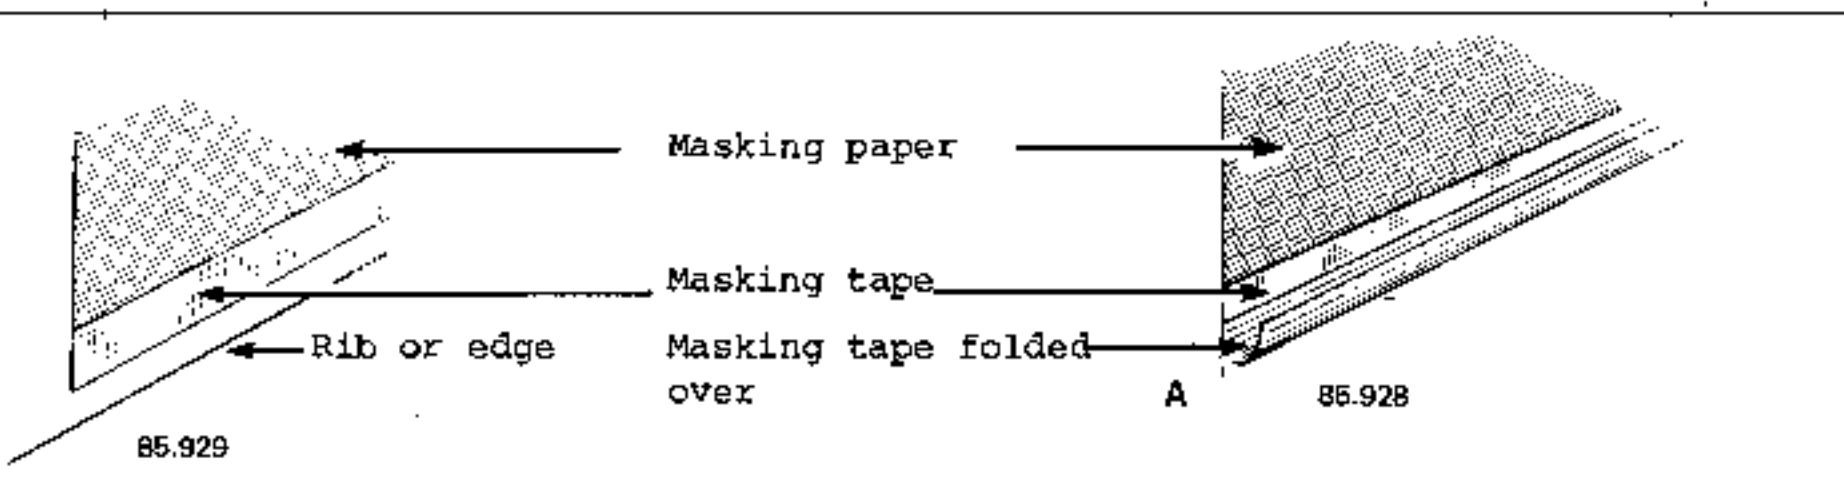 Masking paper
Masking tape
Rib or edge
Masking tape folded
over
A
85.928
85.929